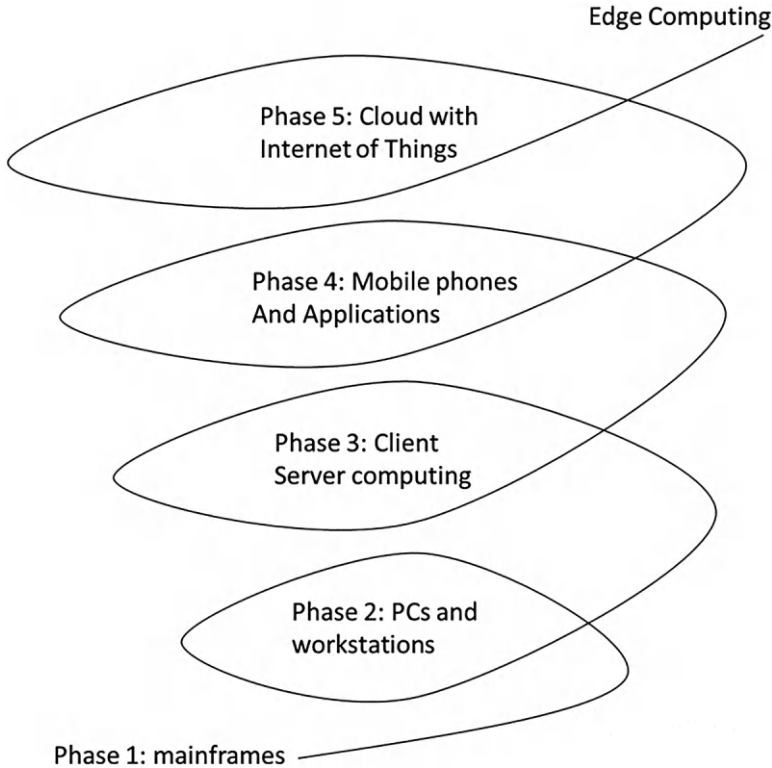 Edge Computing
Phase 5: Cloud with
Internet of Things
Phase 4: Mobile phones
And Applications
Phase 3: Client
Server computing
Phase 2: PCs and
workstations
Phase 1: mainframes